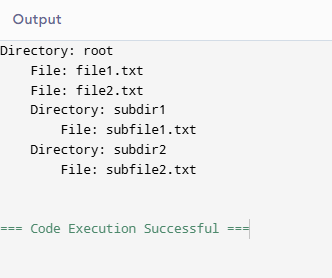 Output
Directory: root
    File: file1.txt
    File: file2.txt
    Directory: subdir1
        File: subfile1.txt
    Directory: subdir2
        File: subfile2.txt
=== Code Execution Successful ===